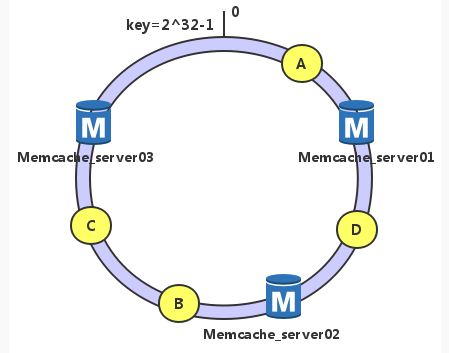 0
key=2^32-1
A
M
M
Memcache_server03
Memcache_server01
C
D
M
B
Memcache_server02